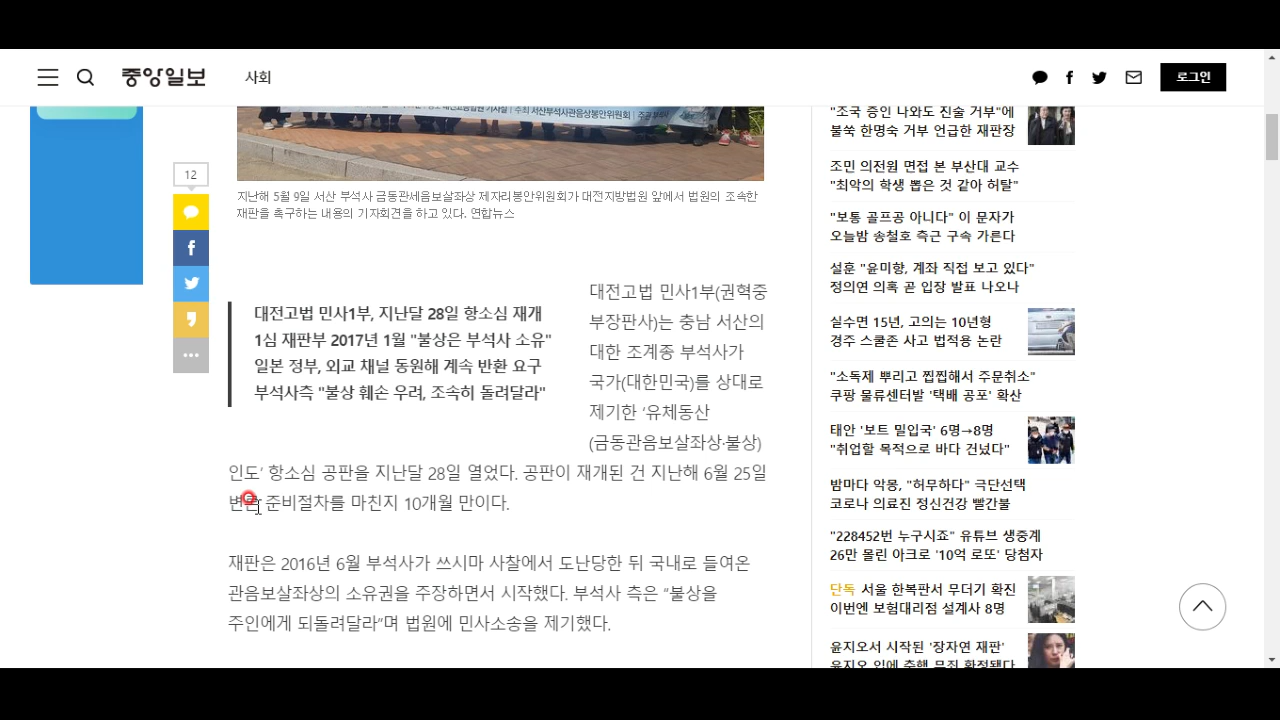 중앙일보
사회
로그인
12
지난해 5월 9일 서산 부석사 금동관세음보살좌상 제자리봉안위원회가 대전지방법원 앞에서 법원의 조속한
재판을 촉구하는 내용의 기자회견을 하고 있다. 연합뉴스
대전고법 민사1부, 지난달 28일 항소심 재개
1심 재판부 2017년 1월 "불상은 부석사 소유"
일본 정부, 외교 채널 동원해 계속 반환 요구
부석사측 "불상 훼손 우려, 조속히 돌려달라"
대전고법 민사1부(권혁중
부장판사)는 충남 서산의
대한 조계종 부석사가
국가(대한민국)를 상대로
제기한 ‘유체동산
(금동관음보살좌상·불상)
인도’ 항소심 공판을 지난달 28일 열었다. 공판이 재개된 건 지난해 6월 25일
준비절차를 마친지 10개월 만이다.
재판은 2016년 6월 부석사가 쓰시마 사찰에서 도난당한 뒤 국내로 들여온
관음보살좌상의 소유권을 주장하면서 시작했다. 부석사 측은 “불상을
주인에게 되돌려달라”며 법원에 민사소송을 제기했다.
"조국 증인 나와도 진술 거부"에
불쑥 한명숙 거부 언급한 재판장
조민 의전원 면접 본 부산대 교수
"최악의 학생 뽑은 것 같아 허탈"
"보통 골프공 아니다" 이 문자가
오늘밤 송철호 측근 구속 가른다
설훈 "윤미향, 계좌 직접 보고 있다"
정의연 의혹 곧 입장 발표 나오나
실수면 15년, 고의는 10년형
경주 스쿨존 사고 법적용 논란
"소독제 뿌리고 찝찝해서 주문취소"
쿠팡 물류센터발 '택배 공포' 확산
태안 '보트 밀입국' 6명→8명
"취업할 목적으로 바다 건넜다"
밤마다 악몽, "허무하다" 극단선택
코로나 의료진 정신건강 빨간불
"228452번 누구시죠" 유튜브 생중계
26만 몰린 아크로 '10억 로또' 당첨자
단독 서울 한복판서 무더기 확진
이번엔 보험대리점 설계사 8명
윤지오서 시작된 '장자연 재판'